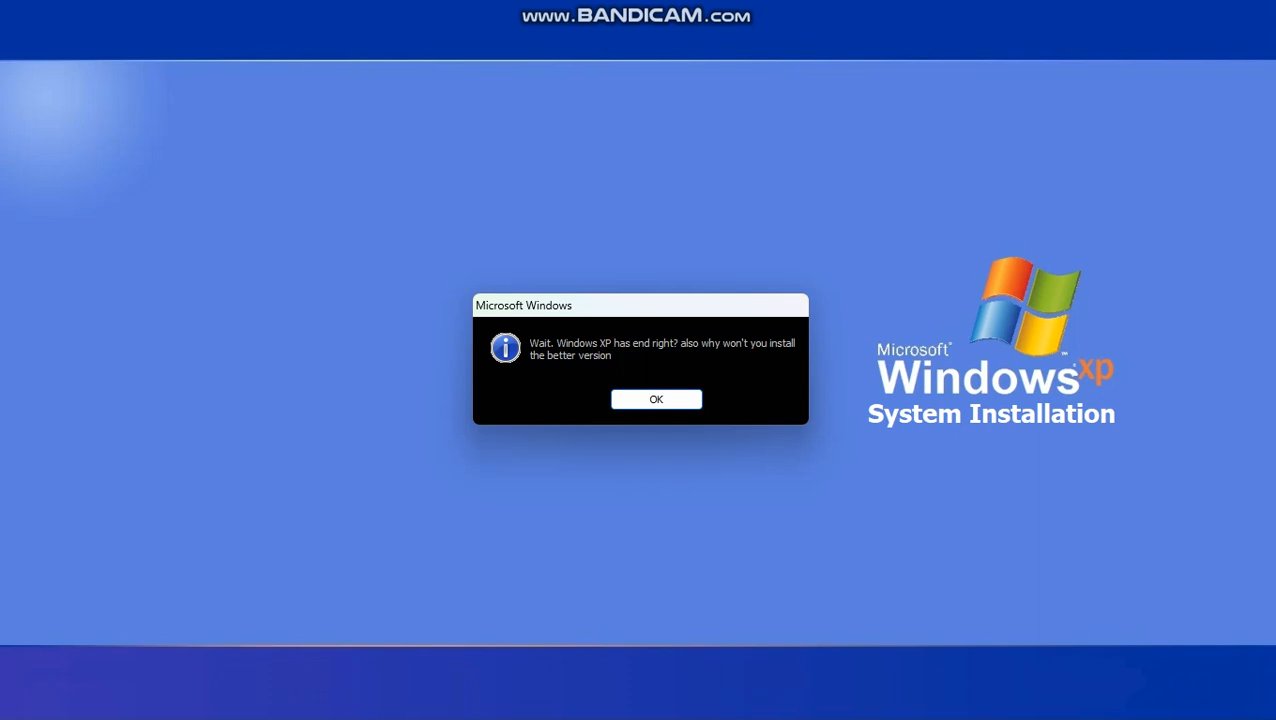 www.BANDICAM.com
Microsoft Windows
Wait. Windows XP has end right? also why won't you install
the better version
OK
Microsoft
Windows xp
System Installation